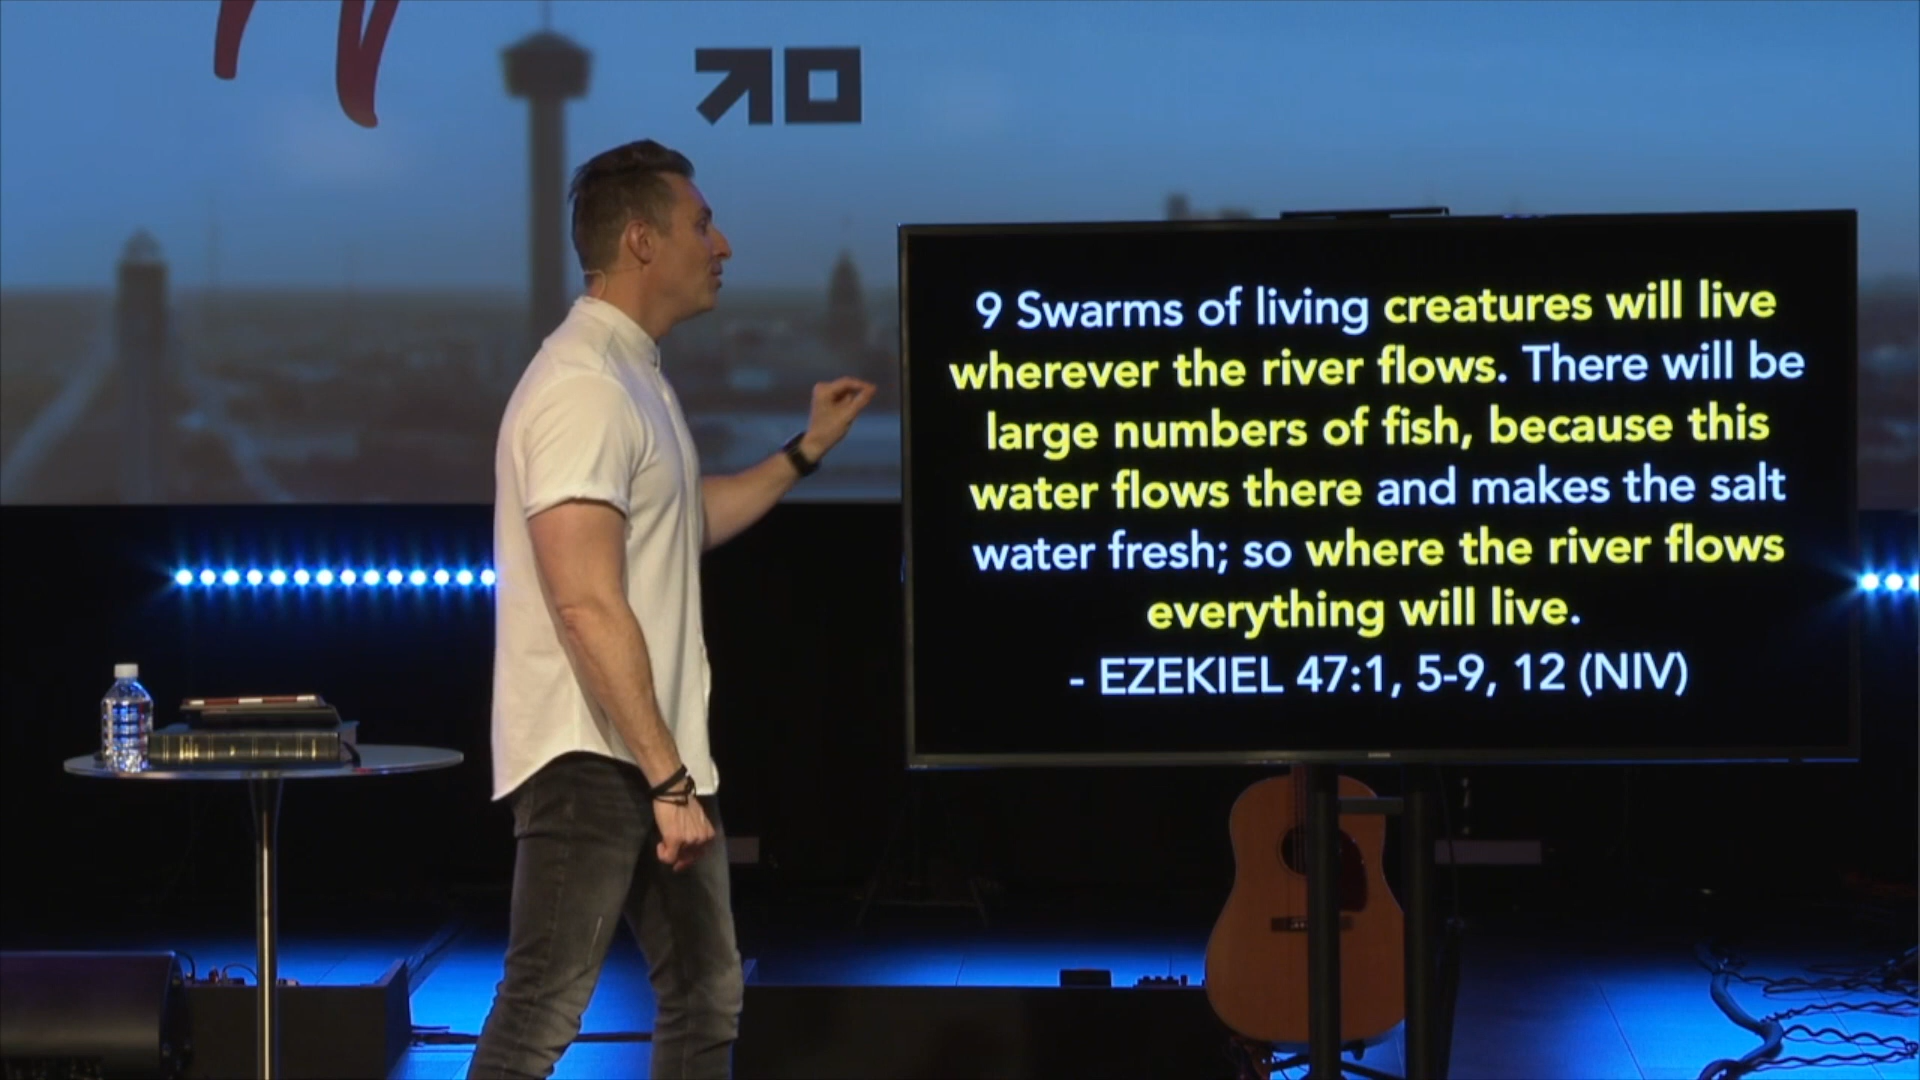 9 Swarms of living creatures will live
wherever the river flows. There will be
large numbers of fish, because this
water flows there and makes the salt
water fresh; so where the river flows
everything will live.
- EZEKIEL 47:1, 5-9, 12 (NIV)